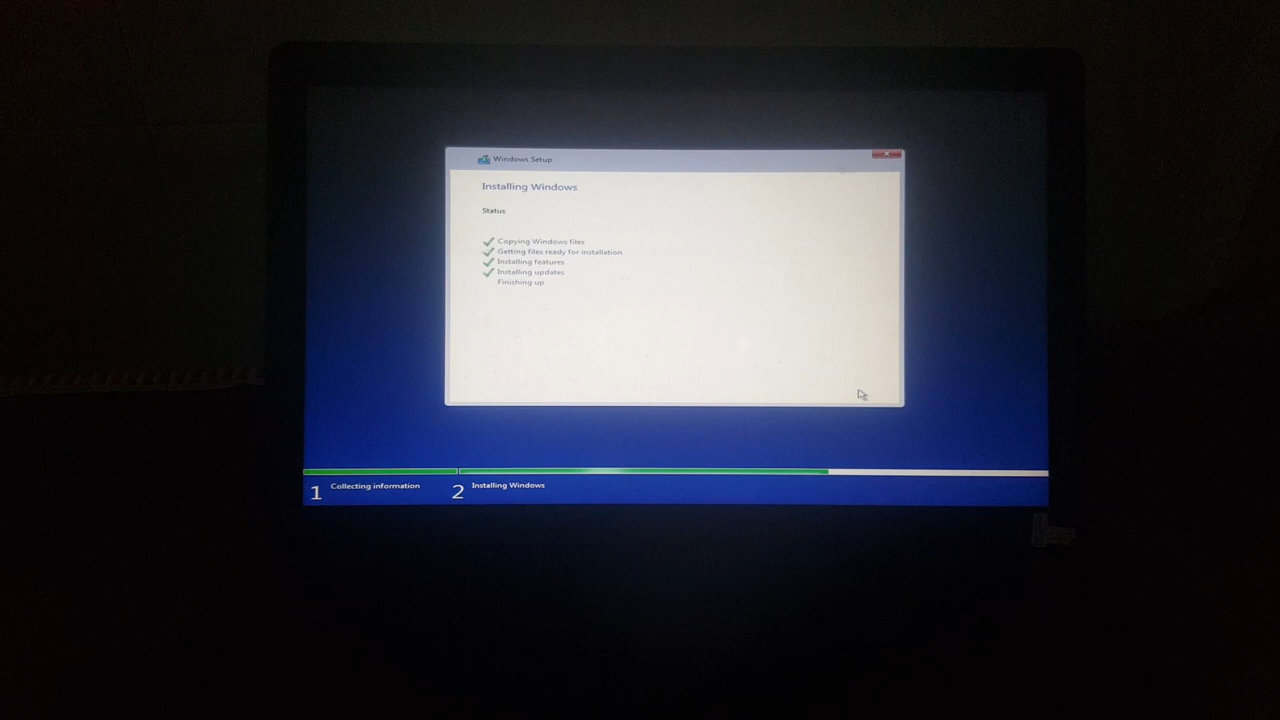 Windows Setup
Installing Windows
Status
Copying Windows files
Getting files ready for installation
Installing features
Installing updates
Finishing up
1 Collecting information
2 Installing Windows